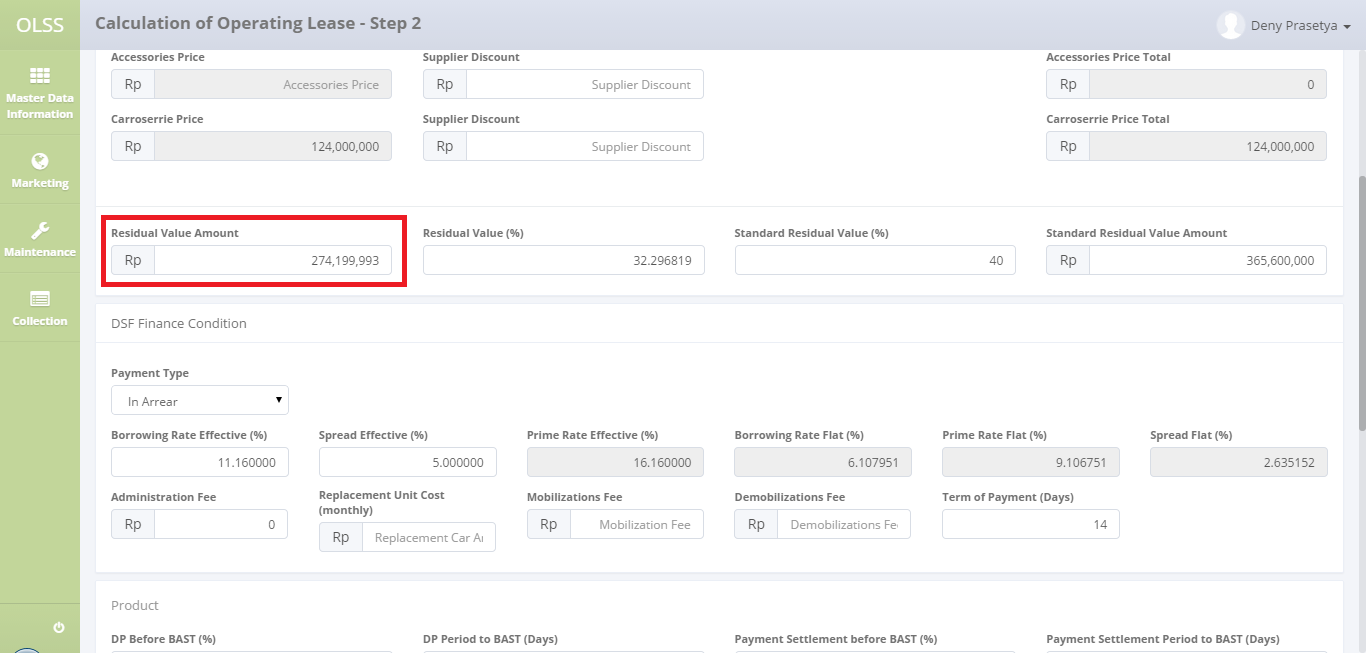 OLSS
Calculation of Operating Lease - Step 2
Deny Prasetya
Master Data
Information
Marketing
Maintenance
Collection
Accessories Price
Supplier Discount
Accessories Price Total
Rp Accessories Price
Rp Supplier Discount
Rp 0
Carroserrie Price
Supplier Discount
Carroserrie Price Total
Rp 124,000,000
Rp Supplier Discount
Rp 124,000,000
Residual Value Amount
Residual Value (%)
Standard Residual Value (%)
Standard Residual Value Amount
Rp 274,199,993
32.296819
40
Rp 365,600,000
DSF Finance Condition
Payment Type
In Arrear
Borrowing Rate Effective (%)
Spread Effective (%)
Prime Rate Effective (%)
Borrowing Rate Flat (%)
Prime Rate Flat (%)
Spread Flat (%)
11.160000
5.000000
16.160000
6.107951
9.106751
2.635152
Administration Fee
Replacement Unit Cost
(monthly)
Mobilizations Fee
Demobilizations Fee
Term of Payment (Days)
Rp 0
Rp Replacement Car A
Rp Mobilization Fee
Rp Demobilizations Fe
14
Product
DP Before BAST (%)
DP Period to BAST (Days)
Payment Settlement before BAST (%)
Payment Settlement Period to BAST (Days)